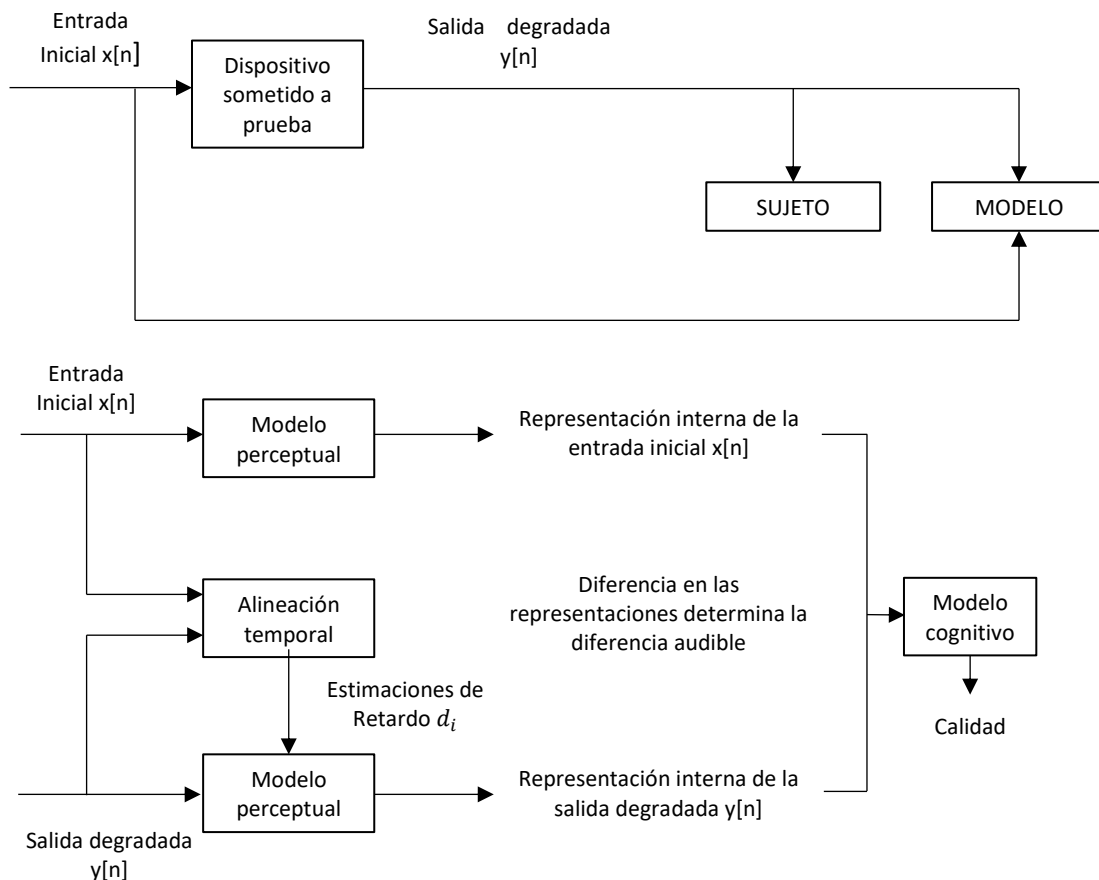 Entrada
Inicial x[n]
Salida degradada
y[n]
Dispositivo
sometido a
prueba
SUJETO
MODELO
Entrada
Inicial x[n]
Modelo
perceptual
Representación interna de la
entrada inicial x[n]
Alineación
temporal
Diferencia en las
representaciones determina la
diferencia audible
Modelo
cognitivo
Estimaciones de
Retardo d_i
Calidad
Modelo
perceptual
Representación interna de la
salida degradada y[n]
Salida degradada
y[n]